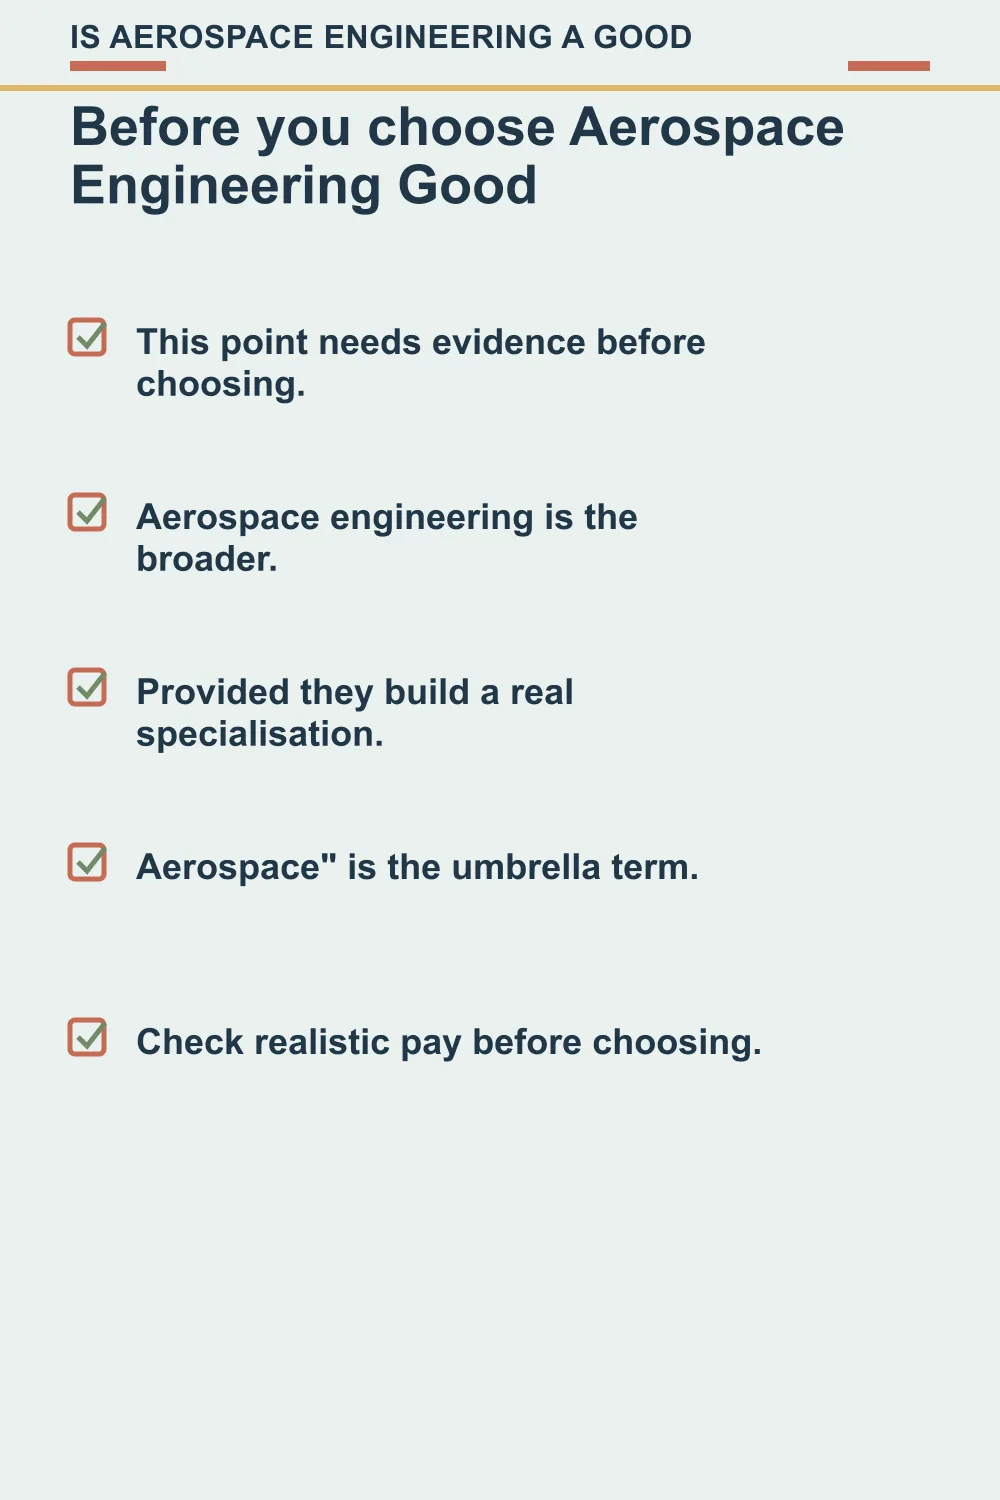 IS AEROSPACE ENGINEERING A GOOD
Before you choose Aerospace
Engineering Good
This point needs evidence before
choosing.
Aerospace engineering is the
broader.
Provided they build a real
specialisation.
Aerospace" is the umbrella term.
Check realistic pay before choosing.